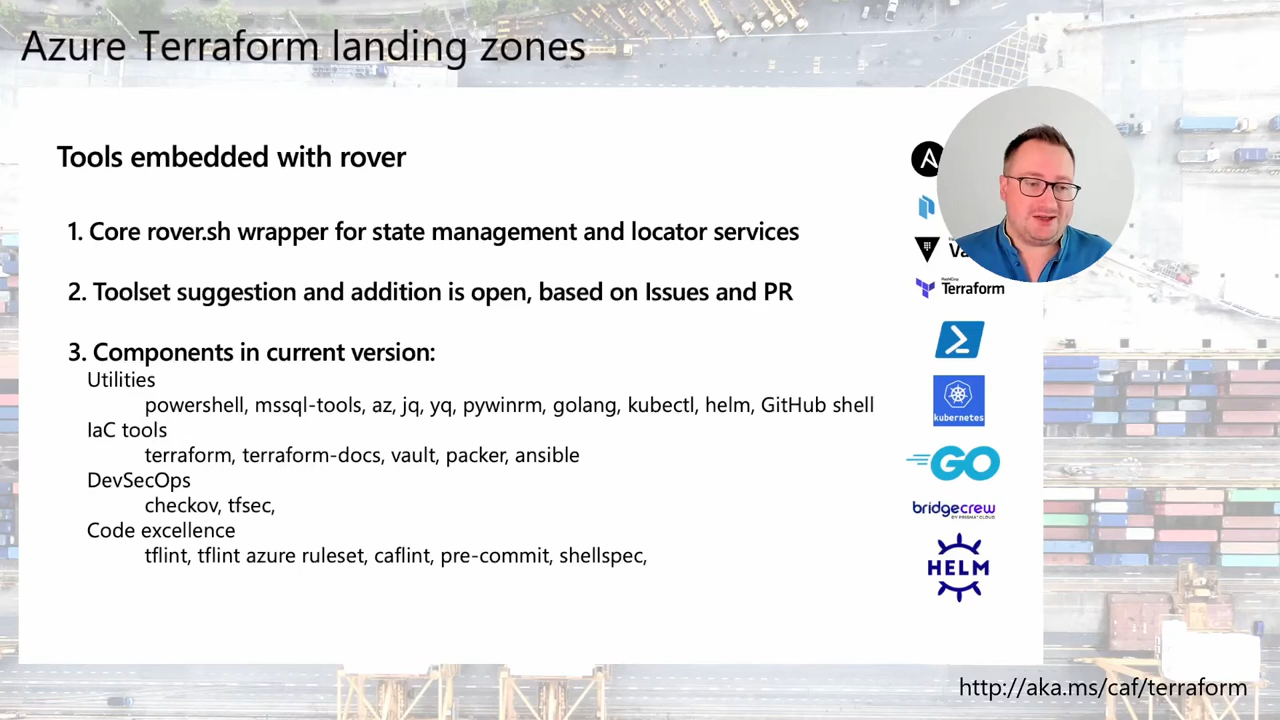 Azure Terraform landing zones
Tools embedded with rover
1. Core rover.sh wrapper for state management and locator services
2. Toolset suggestion and addition is open, based on Issues and PR
3. Components in current version:
Utilities
powershell, mssql-tools, az, jq, yq, pywinrm, golang, kubectl, helm, GitHub shell
IaC tools
terraform, terraform-docs, vault, packer, ansible
DevSecOps
checkov, tfsec,
Code excellence
tflint, tflint azure ruleset, caflint, pre-commit, shellspec,
HashiCorp
Terraform
kubernetes
GO
bridgecrew
BY PRISMA CLOUD
HELM
http://aka.ms/caf/terraform